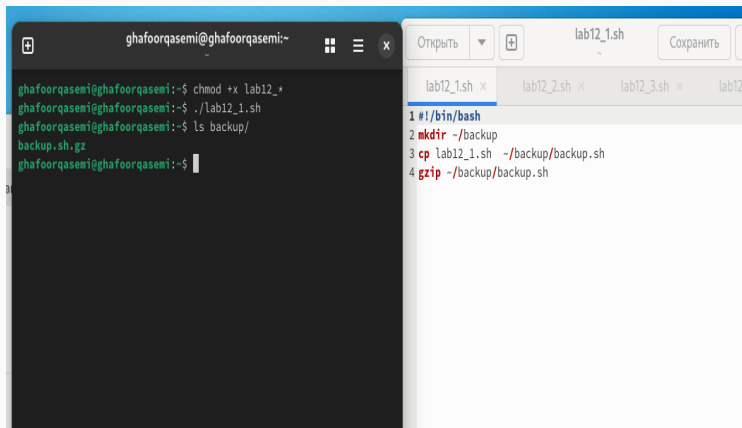 ghafoorqasemi@ghafoorqasemi:~
ghafoorqasemi@ghafoorqasemi:~$ chmod +x lab12_*
ghafoorqasemi@ghafoorqasemi:~$ ./lab12_1.sh
ghafoorqasemi@ghafoorqasemi:~$ ls backup/
backup.sh.gz
ghafoorqasemi@ghafoorqasemi:~$
Открыть
lab12_1.sh
Сохранить
lab12_1.sh × lab12_2.sh × lab12_3.sh × lab12
1 #!/bin/bash
2 mkdir ~/backup
3 cp lab12_1.sh ~/backup/backup.sh
4 gzip ~/backup/backup.sh